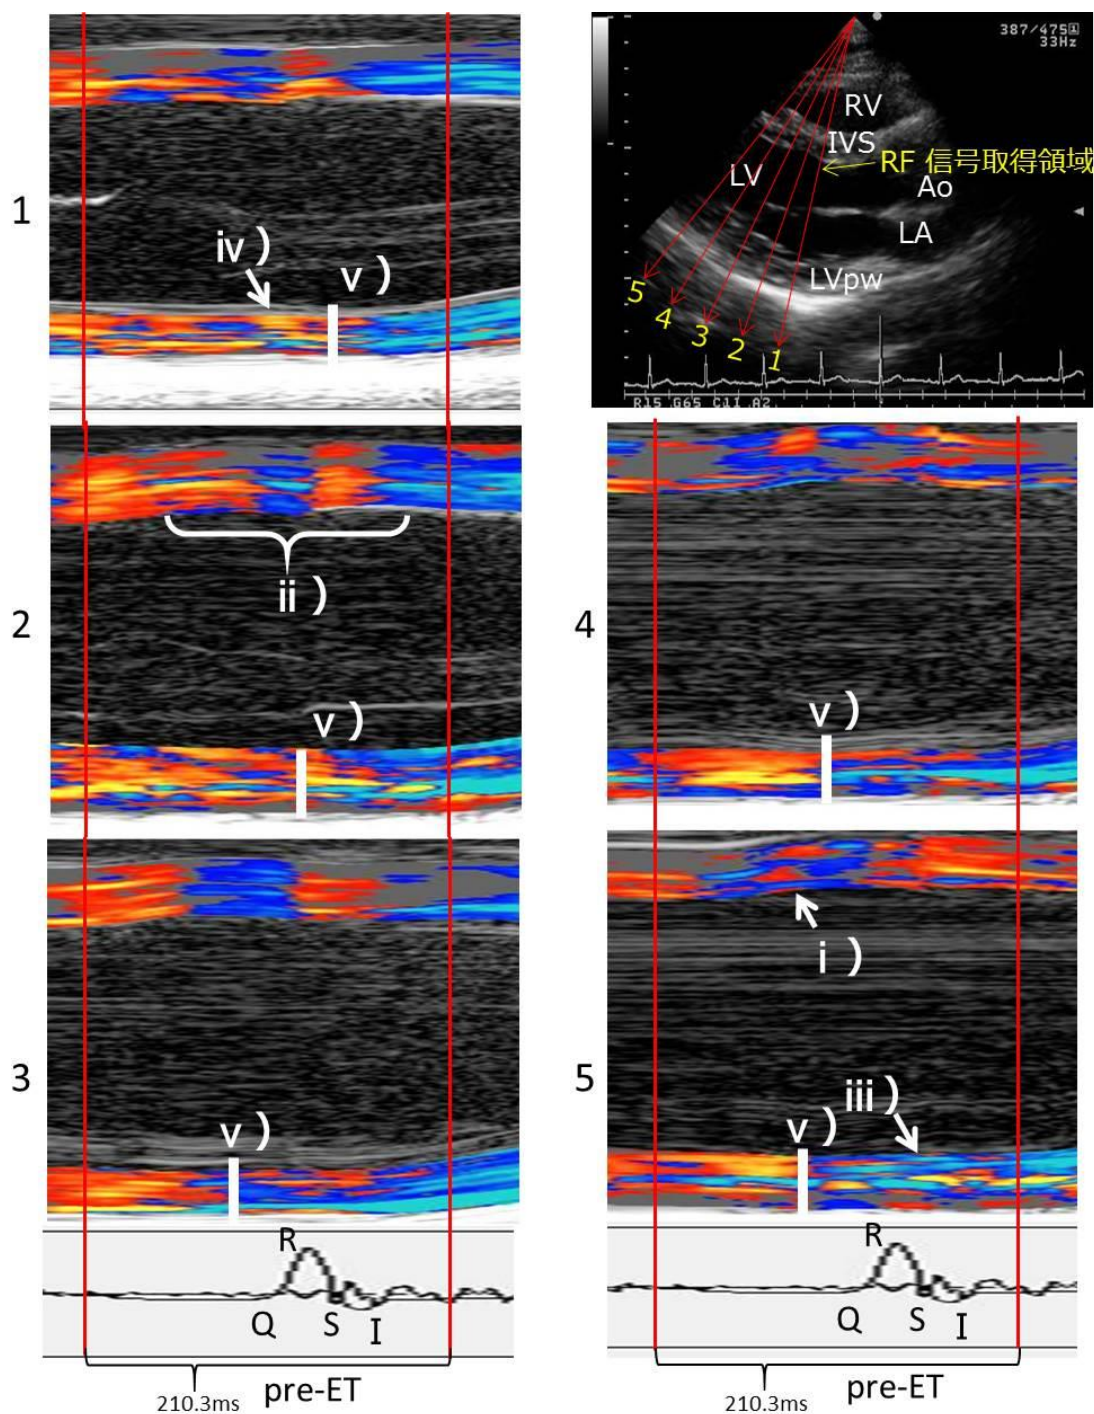 387/475
33Hz
RV
IVS
RF 信号取得領域
LV
Ao
LA
LVpw
5
4
3
2
1
R15 G65 C11 A2
1
iv )
v )
2
ii )
v )
4
v )
3
v )
5
i )
iii )
v )
R
Q
S
I
210.3ms
pre-ET
R
Q
S
I
210.3ms
pre-ET